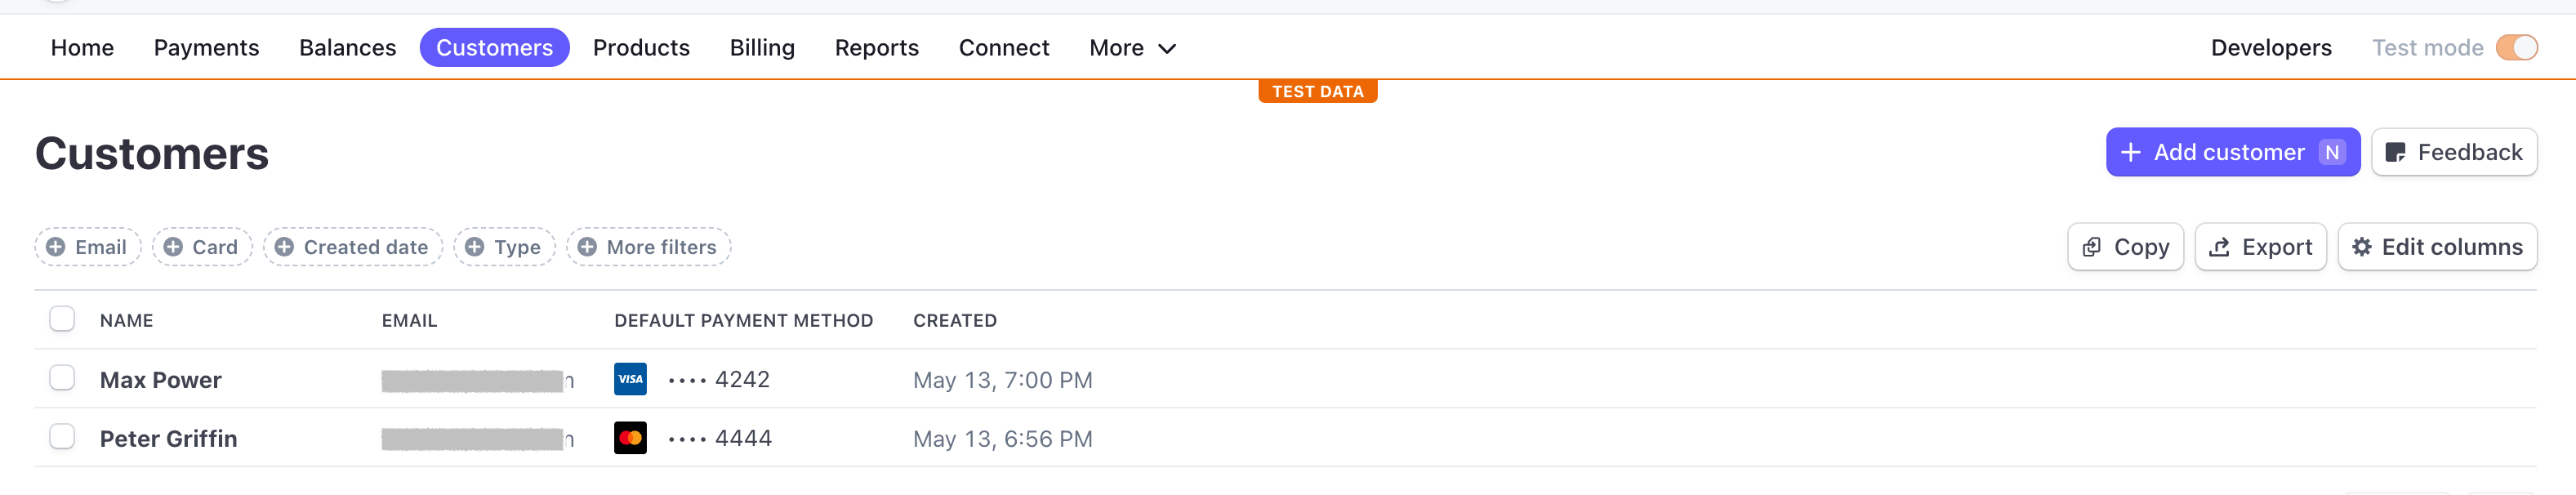 Home Payments Balances Customers Products Billing Reports Connect More Developers Test mode
TEST DATA
Customers
Add customer N Feedback
Email Card Created date Type More filters Copy Export Edit columns
NAME EMAIL DEFAULT PAYMENT METHOD CREATED
Max Power VISA •••• 4242 May 13, 7:00 PM
Peter Griffin •••• 4444 May 13, 6:56 PM